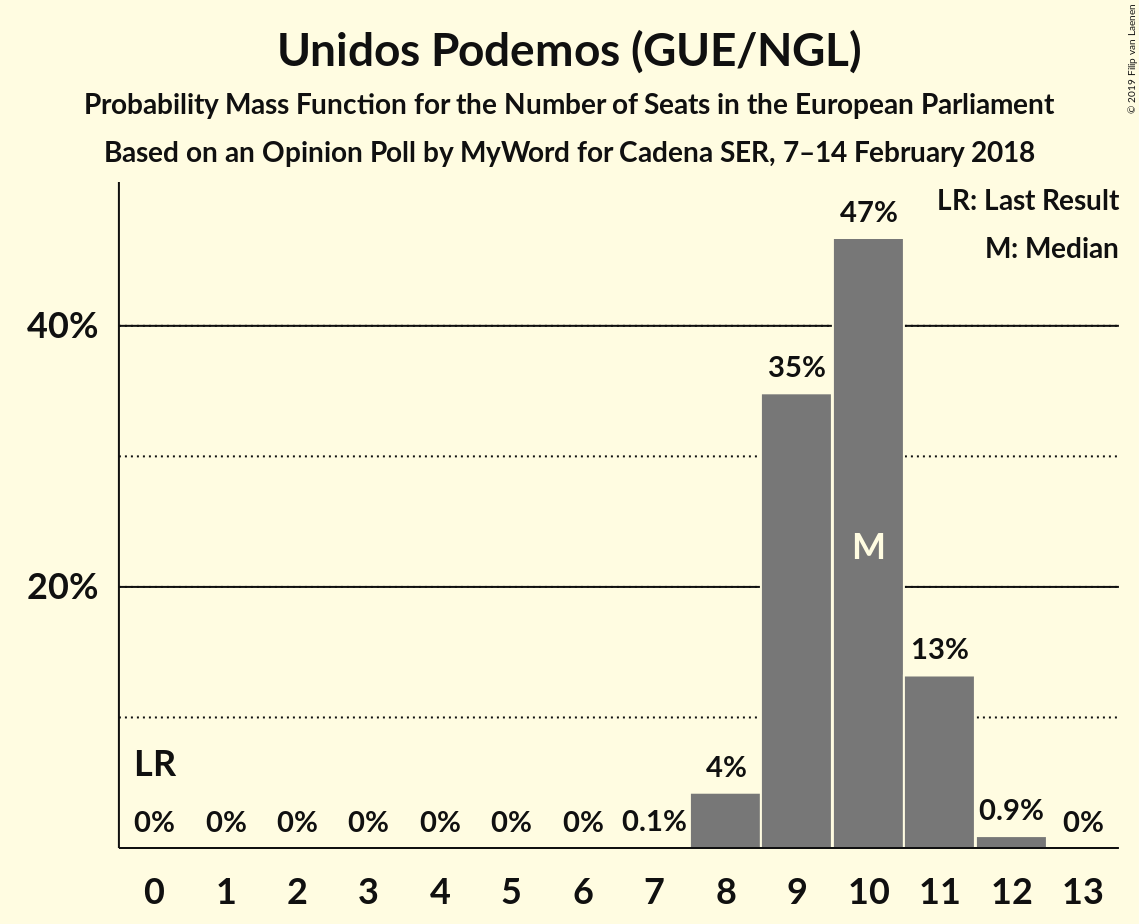 Unidos Podemos (GUE/NGL)
Probability Mass Function for the Number of Seats in the European Parliament
Based on an Opinion Poll by MyWord for Cadena SER, 7–14 February 2018
© 2019 Filip van Laenen
LR: Last Result
M: Median
47%
40%
35%
M
20%
13%
LR
4%
0% 0% 0% 0% 0% 0% 0% 0.1% 0.9% 0%
0 1 2 3 4 5 6 7 8 9 10 11 12 13